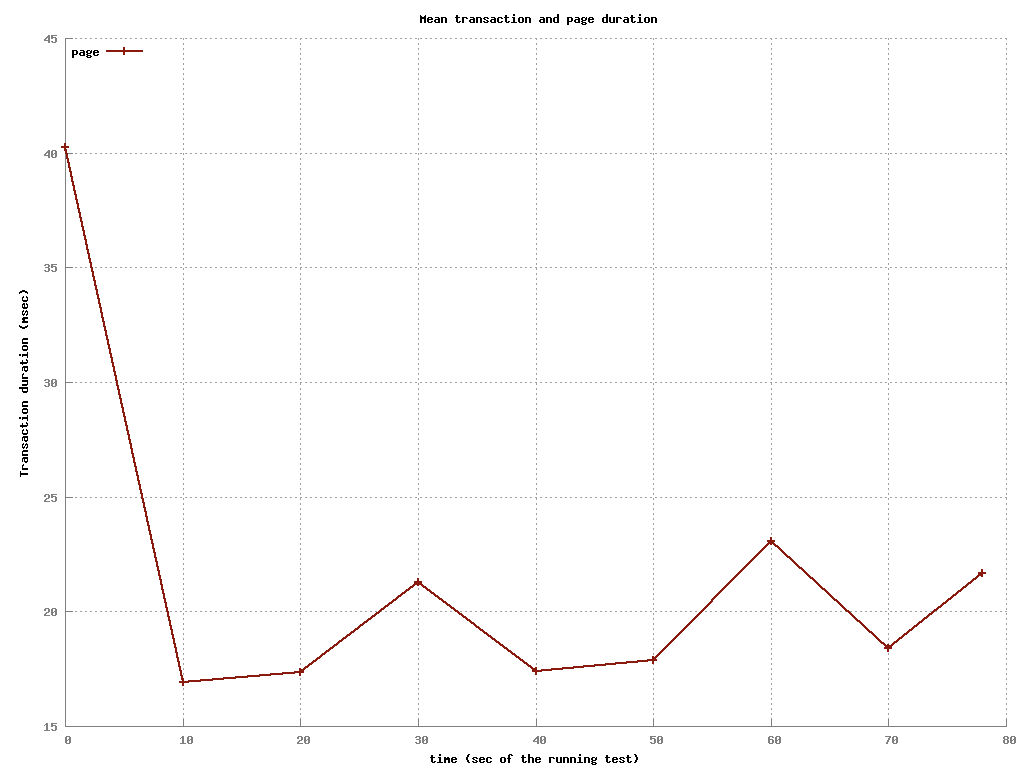 Mean transaction and page duration
45
page
40
35
30
25
20
15
Transaction duration (msec)
0 10 20 30 40 50 60 70 80
time (sec of the running test)